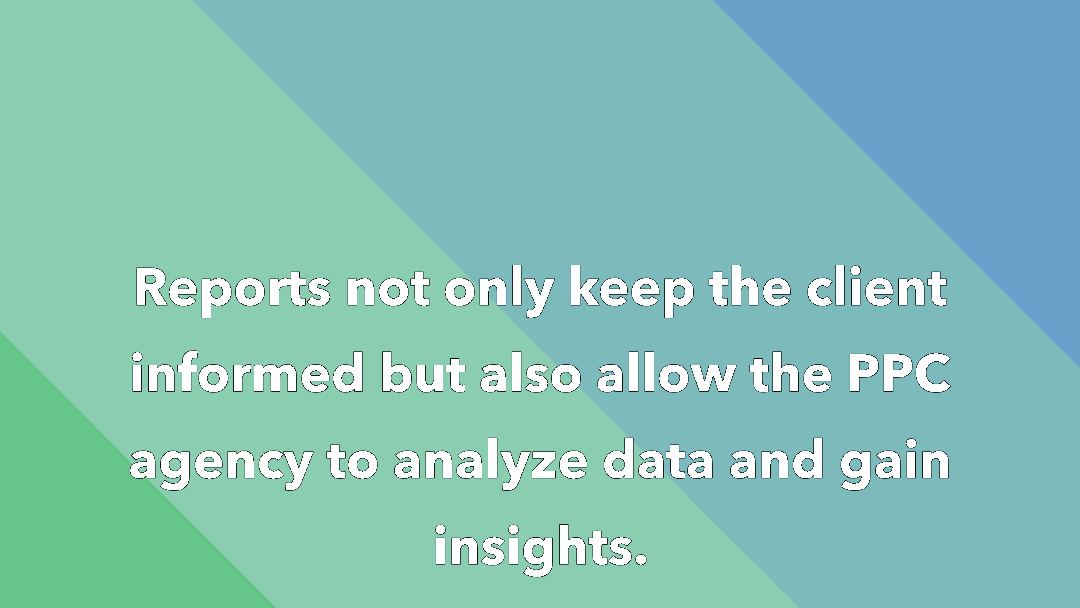 Reports not only keep the client
informed but also allow the PPC
agency to analyze data and gain
insights.